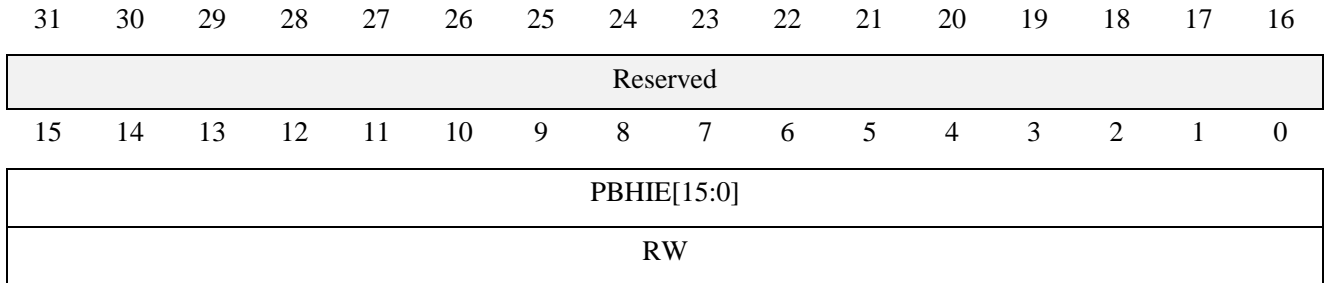 31 30 29 28 27 26 25 24 23 22 21 20 19 18 17 16
Reserved
15 14 13 12 11 10 9 8 7 6 5 4 3 2 1 0
PBHIE[15:0]
RW